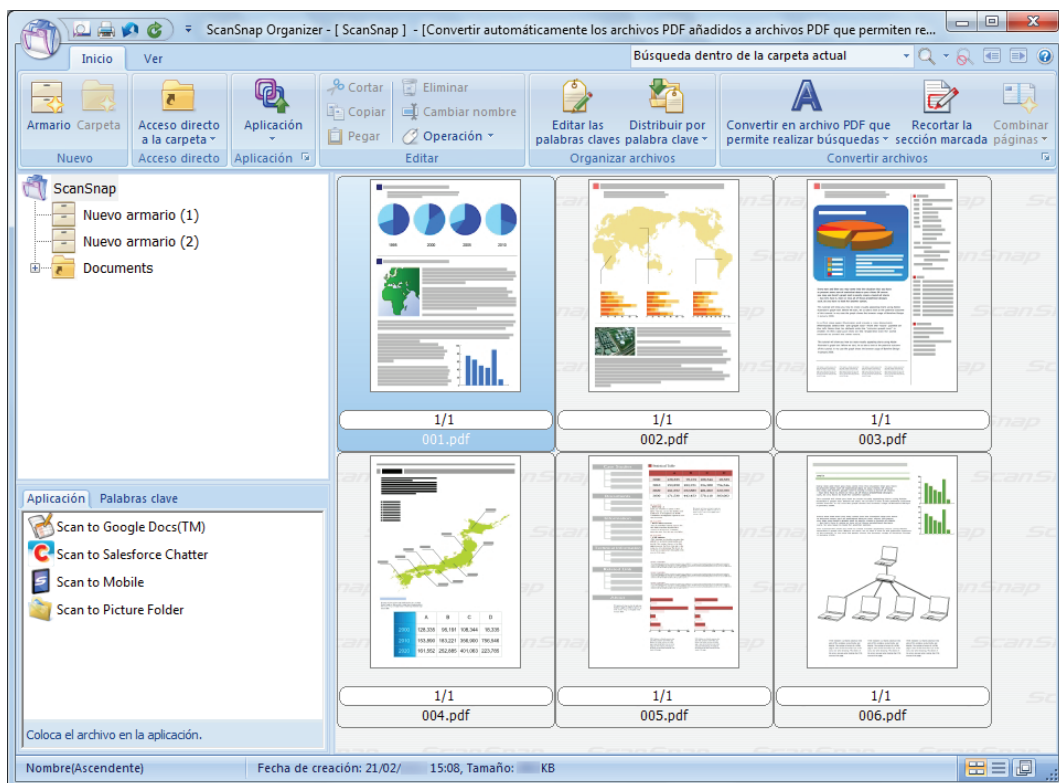 ScanSnap Organizer - [ ScanSnap ] - [Convertir automáticamente los archivos PDF añadidos a archivos PDF que permiten re...
Inicio Ver Búsqueda dentro de la carpeta actual
Cortar Eliminar
Copiar Cambiar nombre
Pegar Operación
Armario Carpeta
Acceso directo a la carpeta
Aplicación
Editar las palabras claves
Distribuir por palabra clave
Convertir en archivo PDF que permite realizar búsquedas
Recortar la sección marcada
Combinar páginas
Nuevo Acceso directo Aplicación Editar Organizar archivos Convertir archivos
ScanSnap
Nuevo armario (1)
Nuevo armario (2)
Documents
1/1 1/1 1/1
001.pdf 002.pdf 003.pdf
Aplicación Palabras clave
Scan to Google Docs(TM)
Scan to Salesforce Chatter
Scan to Mobile
Scan to Picture Folder
A B C D
1/1 1/1 1/1
004.pdf 005.pdf 006.pdf
Coloca el archivo en la aplicación.
Nombre(Ascendente) Fecha de creación: 21/02/ 15:08, Tamaño: KB